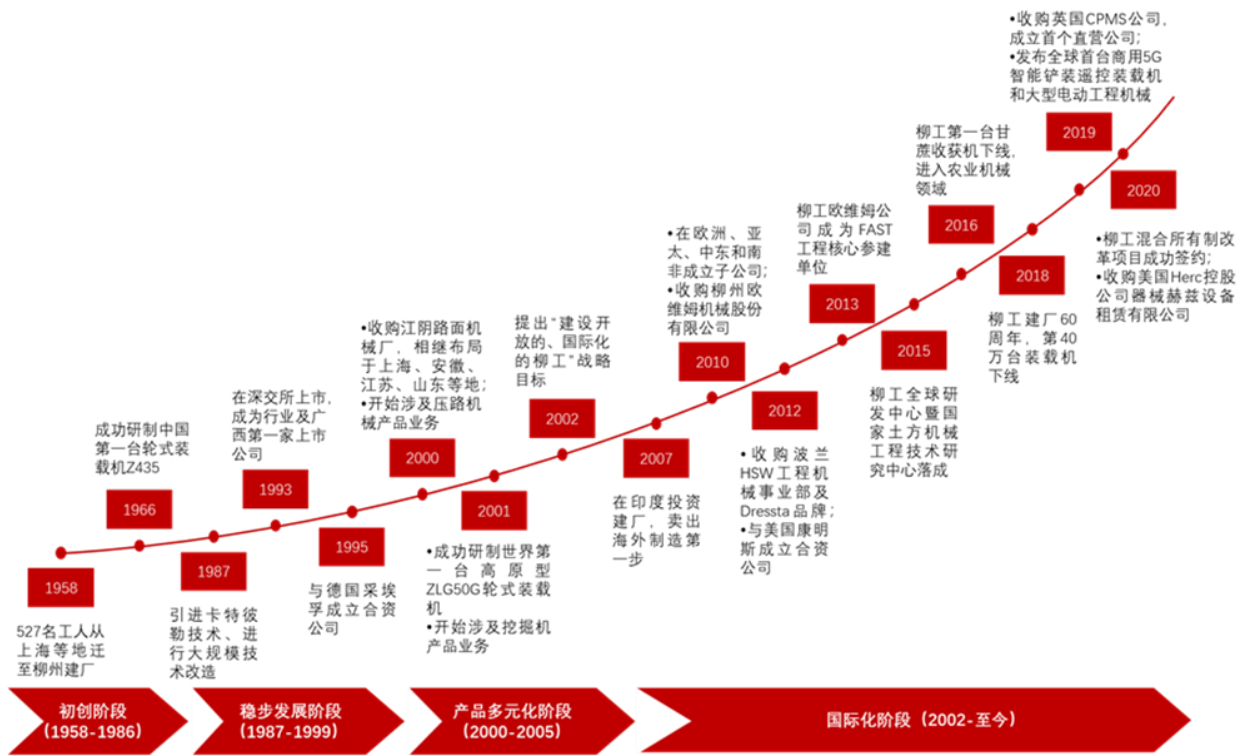 1958
527名工人从
上海等地迁
至柳州建厂
成功研制中国
第一台轮式装
载机Z435
1966
1987
引进卡特彼
勒技术、进
行大规模技
术改造
在深交所上市，
成为行业及广
西第一家上市
公司
1993
1995
与德国采埃
孚成立合资
公司
•收购江阴路面机
械厂，相继布局
于上海、安徽、
江苏、山东等地；
•开始涉及压路机
械产品业务
2000
2001
•成功研制世界第
一台高原型
ZLG50G轮式装载
机
•开始涉及挖掘机
产品业务
提出“建设开
放的、国际化
的柳工”战略
目标
2002
2007
在印度投资
建厂，卖出
海外制造第
一步
•在欧洲、亚
太、中东和南
非成立子公司；
•收购柳州欧
维姆机械股份
有限公司
2010
2012
•收购波兰
HSW工程机
械事业部及
Dressta品牌；
•与美国康明
斯成立合资
公司
柳工欧维姆公
司成为FAST
工程核心参建
单位
2013
2015
柳工全球研
发中心暨国
家土方机械
工程技术研
究中心落成
柳工第一台甘
蔗收获机下线，
进入农业机械
领域
2016
2018
柳工建厂60
周年，第40
万台装载机
下线
•收购英国CPMS公司，
成立首个直营公司；
•发布全球首台商用5G
智能铲装遥控装载机
和大型电动工程机械
2019
2020
•柳工混合所有制改
革项目成功签约；
•收购美国Herc控股
公司器械赫兹设备
租赁有限公司
初创阶段
（1958-1986）
稳步发展阶段
（1987-1999）
产品多元化阶段
（2000-2005）
国际化阶段（2002-至今）